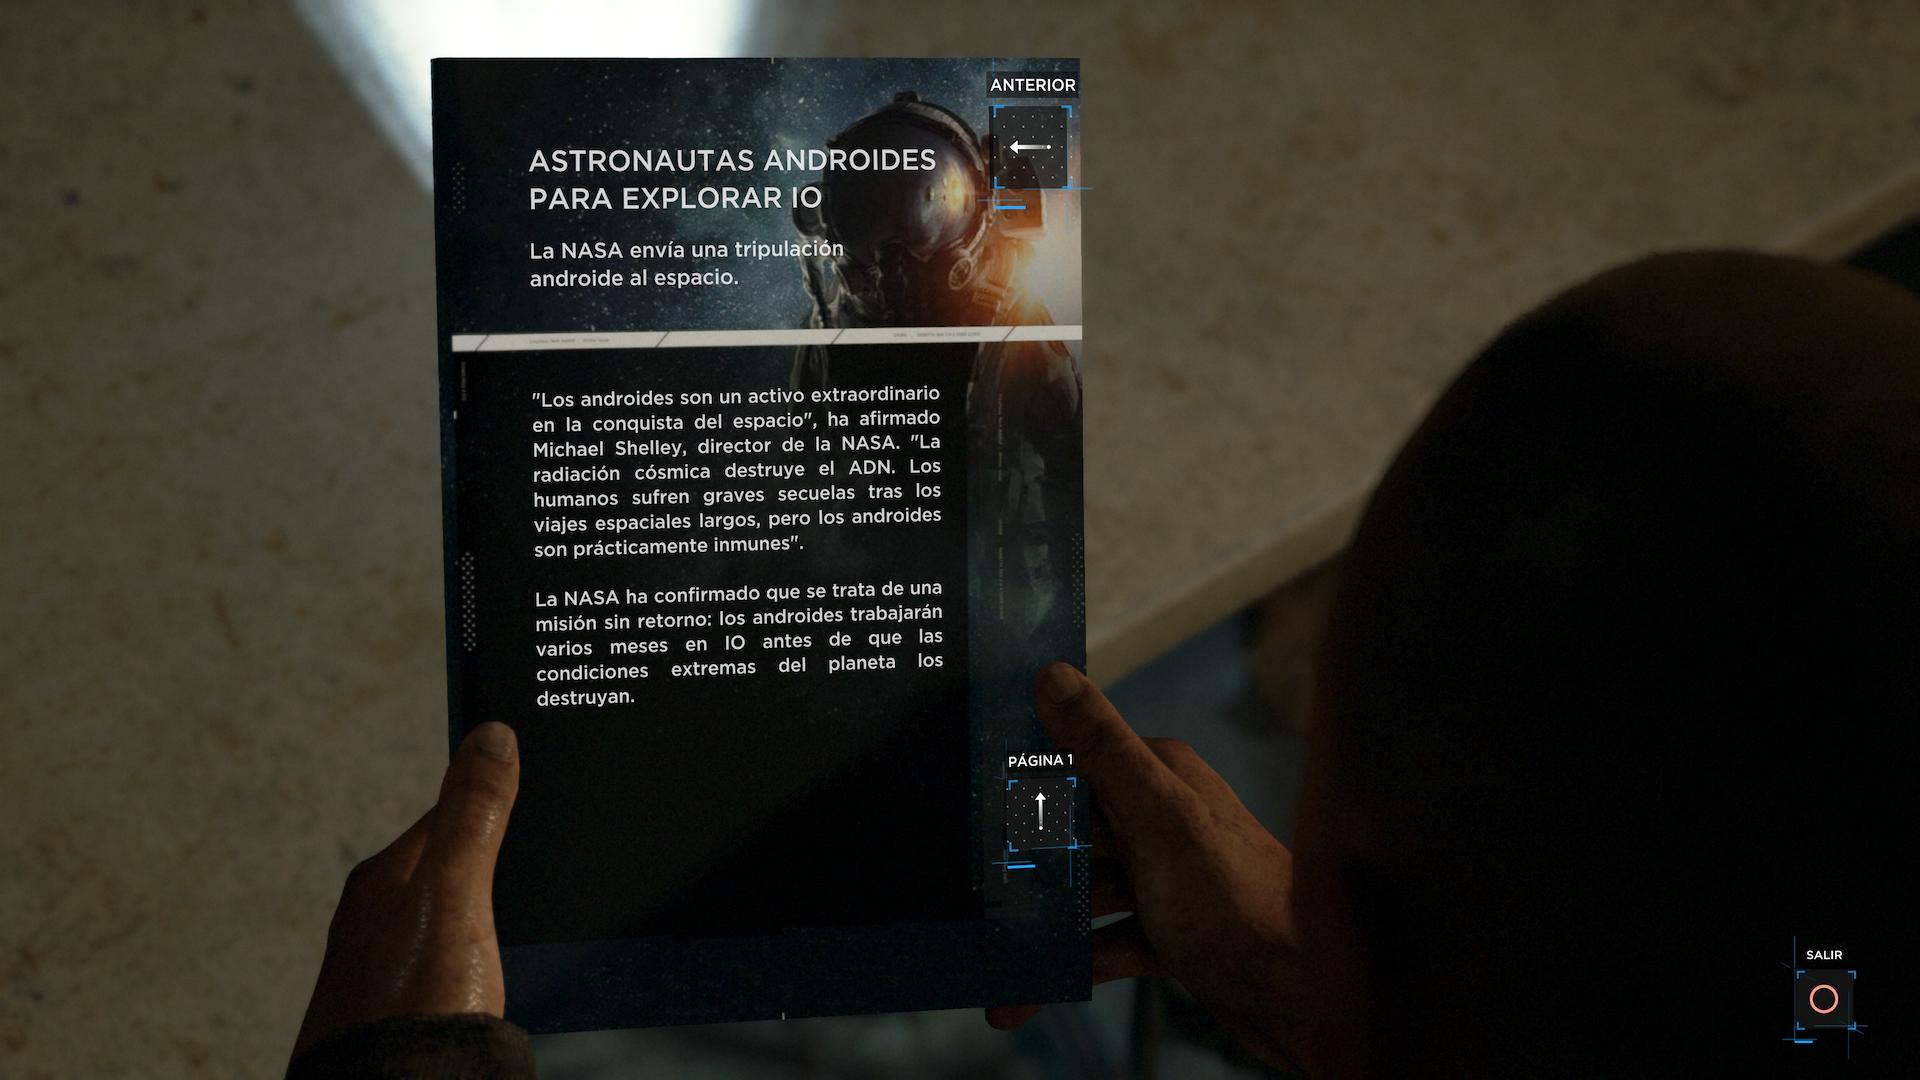 ANTERIOR
ASTRONAUTAS ANDROIDES
PARA EXPLORAR IO
La NASA envía una tripulación
androide al espacio.
"Los androides son un activo extraordinario
en la conquista del espacio", ha afirmado
Michael Shelley, director de la NASA. "La
radiación cósmica destruye el ADN. Los
humanos sufren graves secuelas tras los
viajes espaciales largos, pero los androides
son prácticamente inmunes".
La NASA ha confirmado que se trata de una
misión sin retorno: los androides trabajarán
varios meses en IO antes de que las
condiciones extremas del planeta los
destruyan.
PÁGINA 1
SALIR